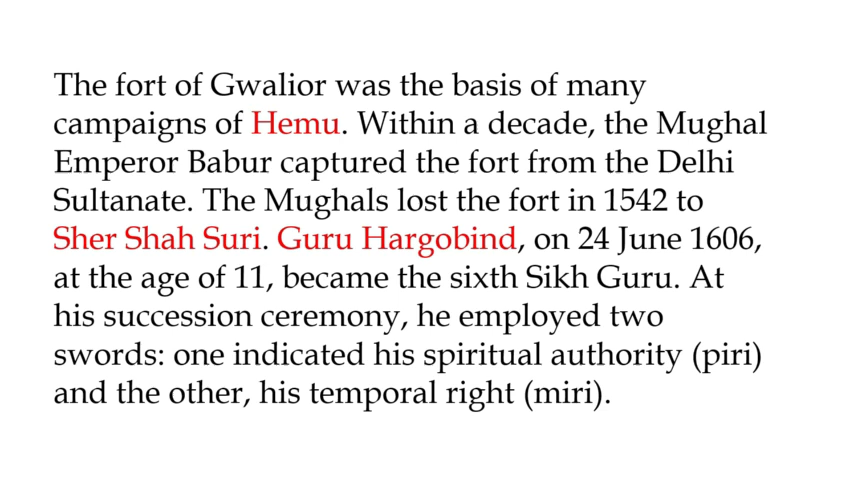 The fort of Gwalior was the basis of many
campaigns of Hemu. Within a decade, the Mughal
Emperor Babur captured the fort from the Delhi
Sultanate. The Mughals lost the fort in 1542 to
Sher Shah Suri. Guru Hargobind, on 24 June 1606,
at the age of 11, became the sixth Sikh Guru. At
his succession ceremony, he employed two
swords: one indicated his spiritual authority (piri)
and the other, his temporal right (miri).